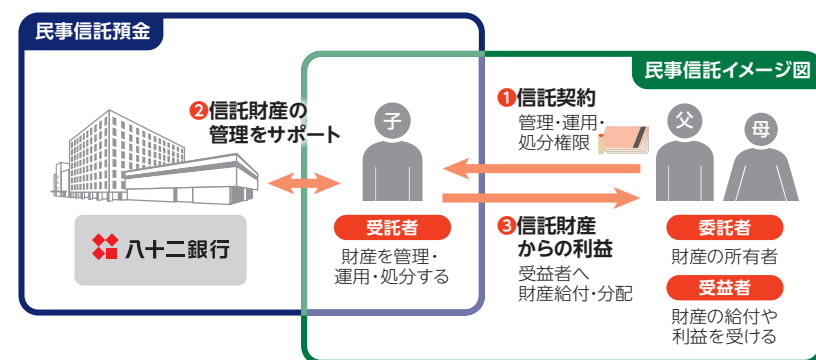 民事信託預金
民事信託イメージ図
❷信託財産の
管理をサポート
八十二銀行
子
受託者
財産を管理・
運用・処分する
❶信託契約
管理・運用・
処分権限
❸信託財産
からの利益
受益者へ
財産給付・分配
父
母
委託者
財産の所有者
受益者
財産の給付や
利益を受ける